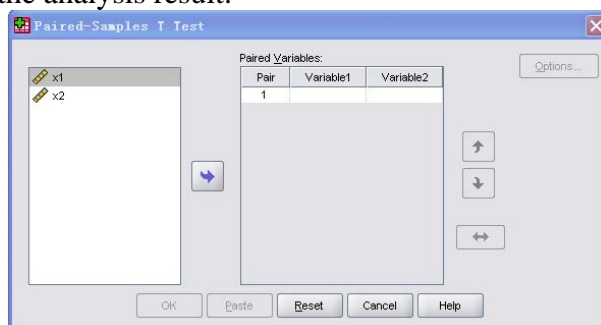 the analysis result.
Paired-Samples T Test
x1
x2
Paired Variables:
Pair Variable1 Variable2
1
Options...
OK Paste Reset Cancel Help